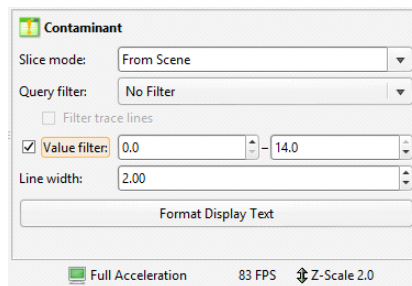 Contaminant
Slice mode: From Scene
Query filter: No Filter
Filter trace lines
Value filter: 0.0 – 14.0
Line width: 2.00
Format Display Text
Full Acceleration 83 FPS Z-Scale 2.0